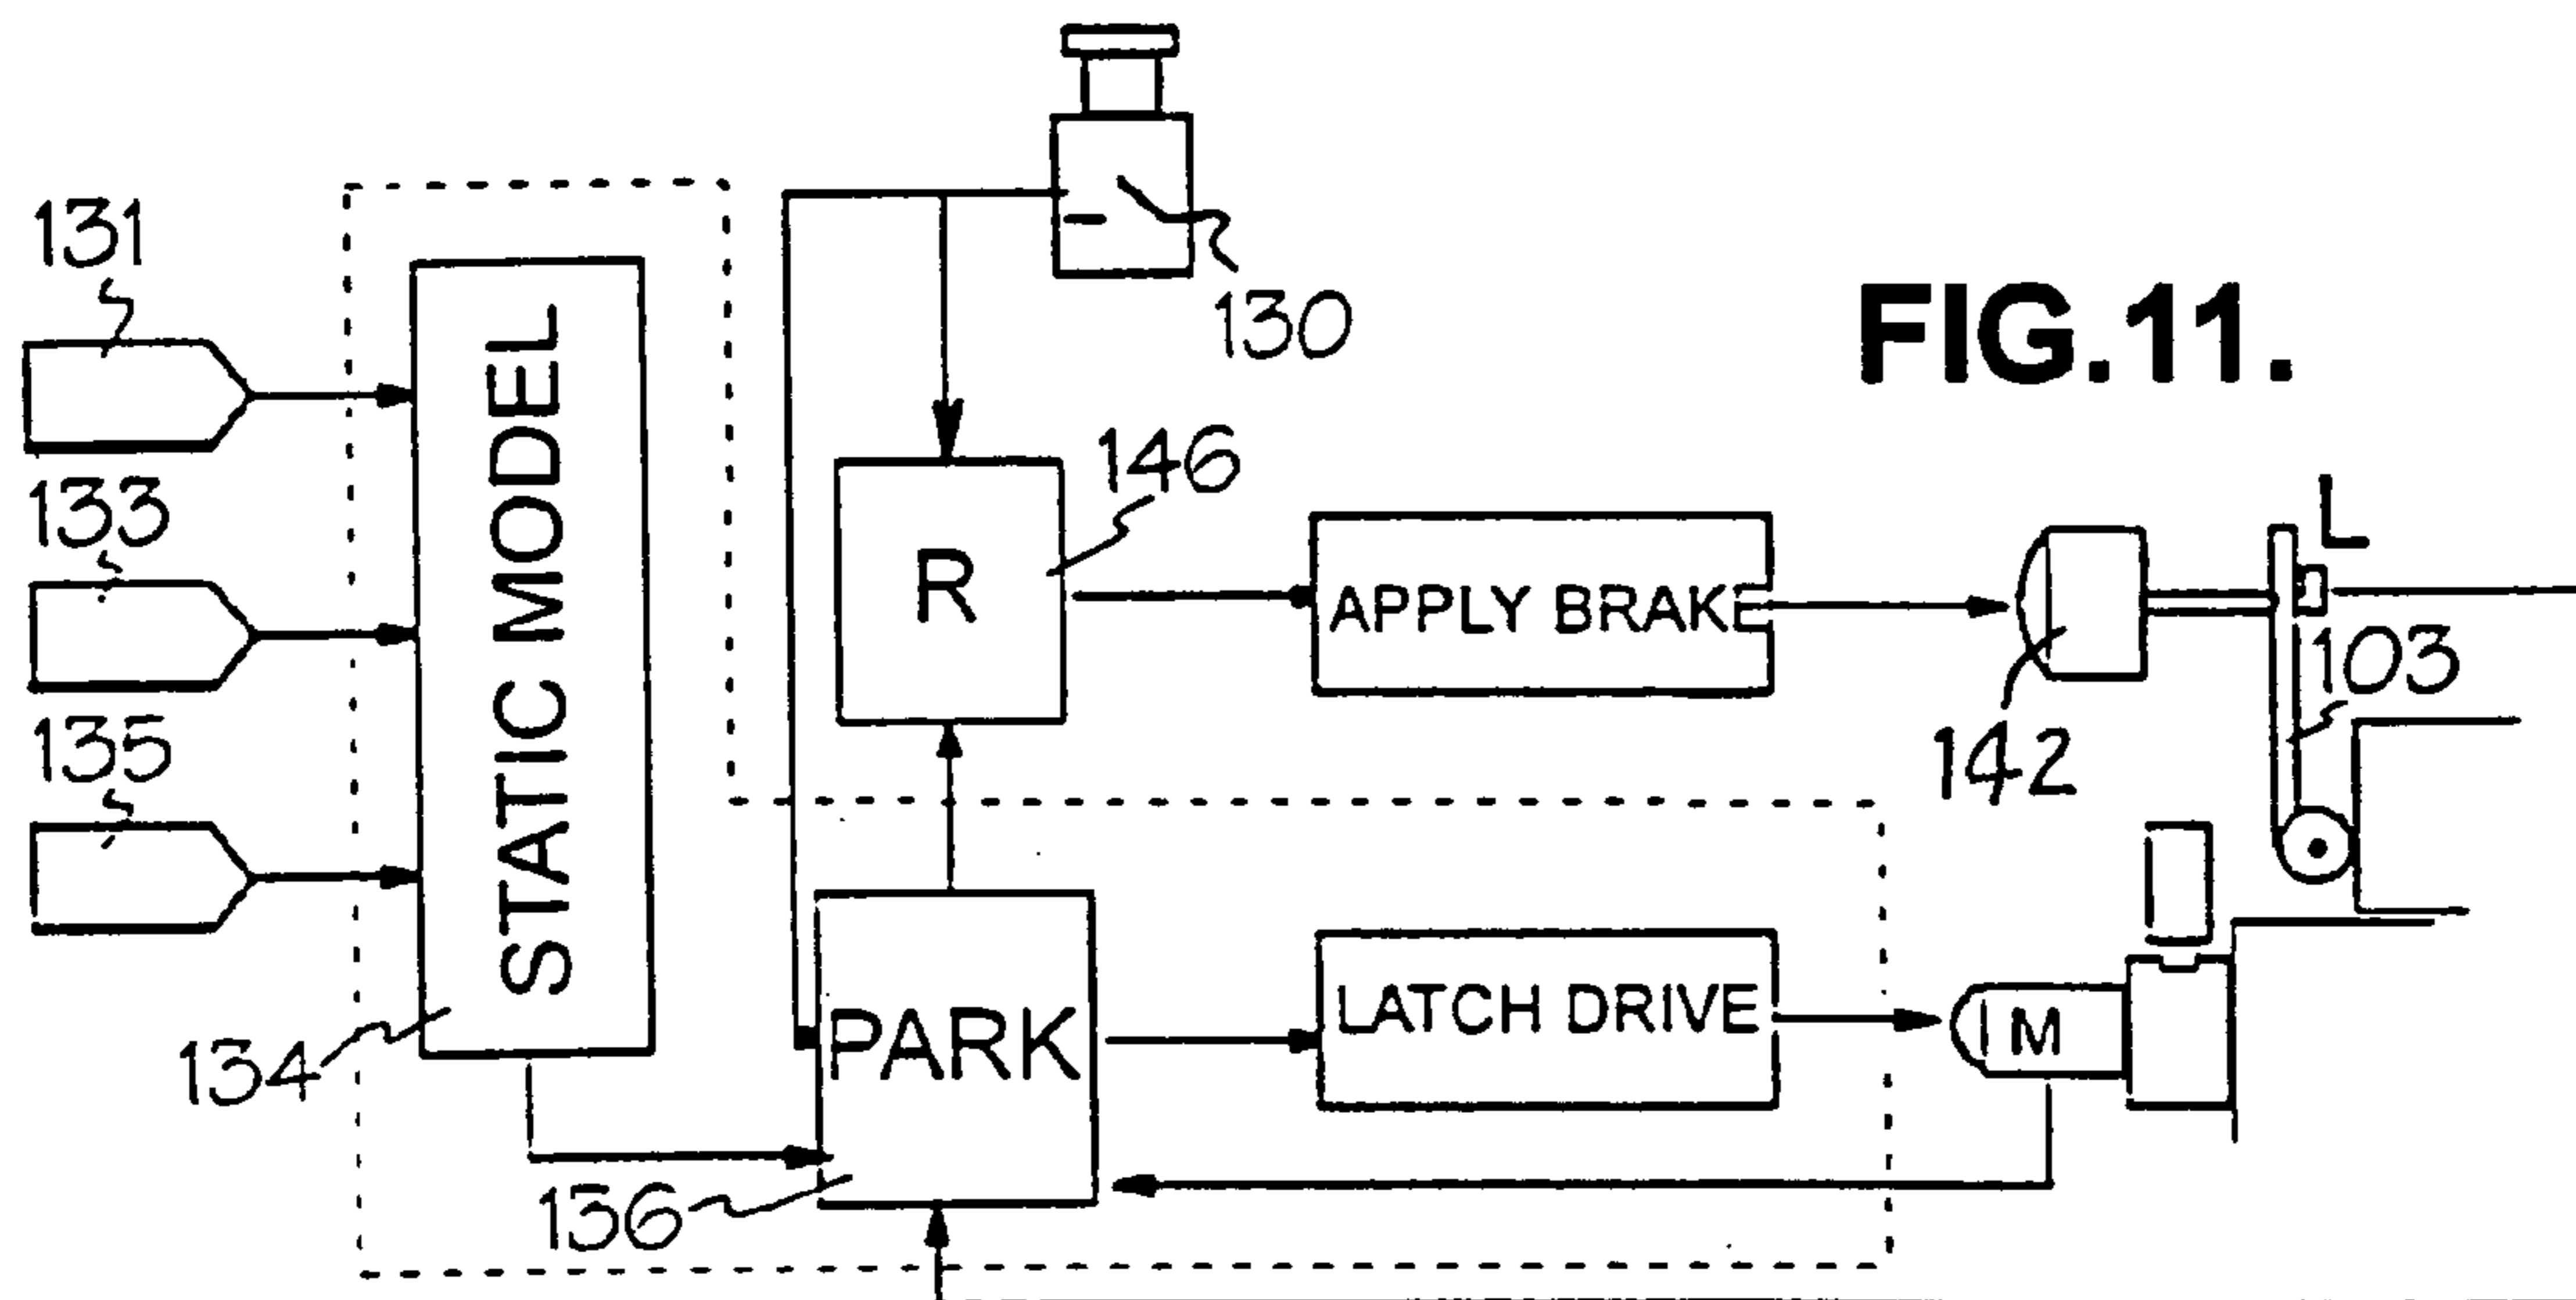 131
130
FIG.11.
133
STATIC MODEL
146
R
L
APPLY BRAKE
103
135
142
134
PARK
LATCH DRIVE
M
136